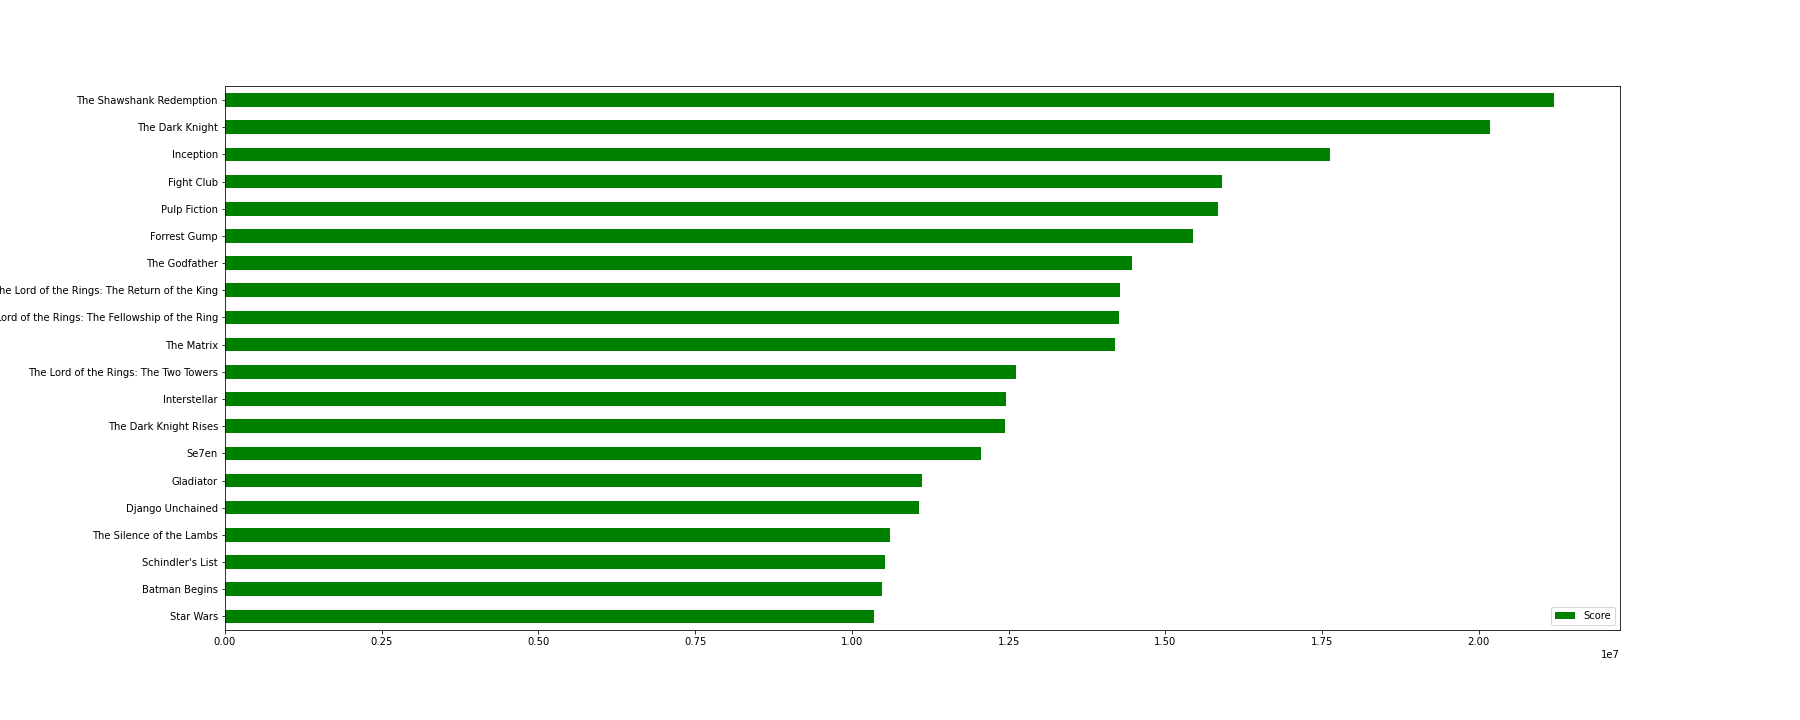 The Shawshank Redemption
The Dark Knight
Inception
Fight Club
Pulp Fiction
Forrest Gump
The Godfather
he Lord of the Rings: The Return of the King
Lord of the Rings: The Fellowship of the Ring
The Matrix
The Lord of the Rings: The Two Towers
Interstellar
The Dark Knight Rises
Se7en
Gladiator
Django Unchained
The Silence of the Lambs
Schindler's List
Batman Begins
Star Wars
Score
0.00 0.25 0.50 0.75 1.00 1.25 1.50 1.75 2.00
1e7